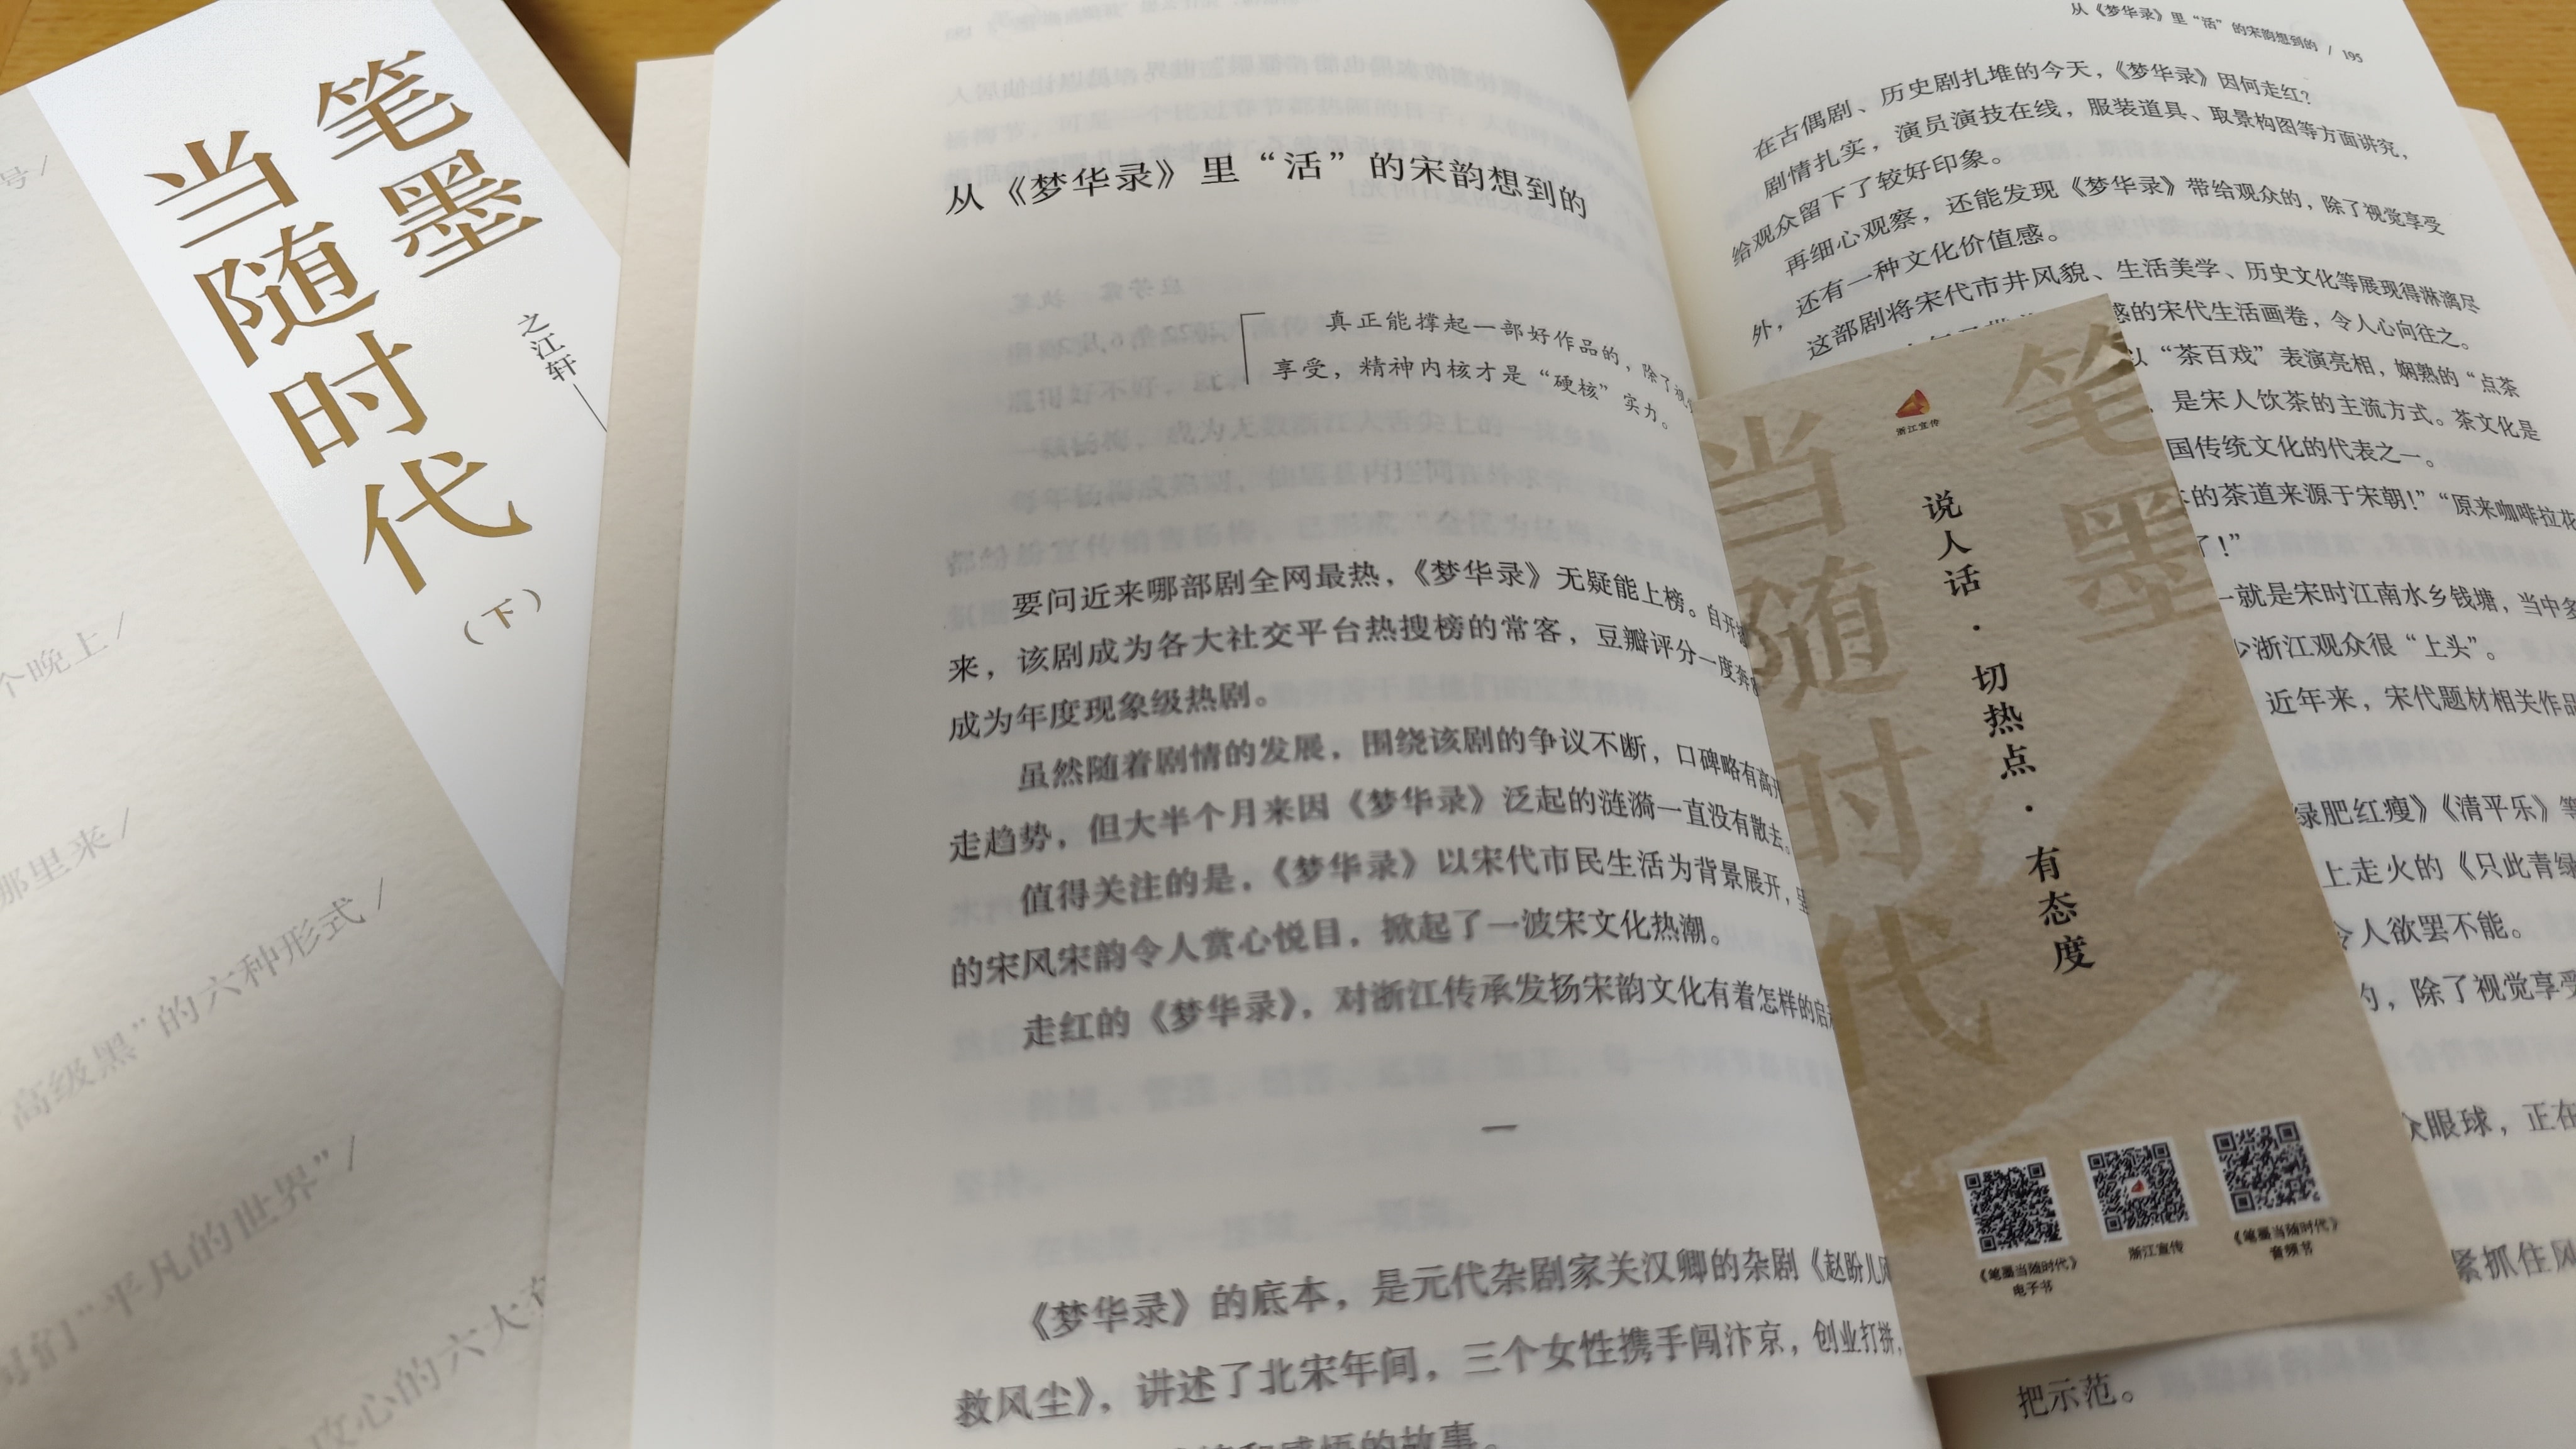 笔墨
当随时代
之江轩
（下）
号/
个晚上/
那里来/
高级黑”的六种形式/
平凡的世界”/
攻心的六大
从《梦华录》里“活”的宋韵想到的
真正能撑起一部好作品的，除了视
享受，精神内核才是“硬核”实力。
要问近来哪部剧全网最热，《梦华录》无疑能上榜。自开
来，该剧成为各大社交平台热搜榜的常客，豆瓣评分一度奔
成为年度现象级热剧。
虽然随着剧情的发展，围绕该剧的争议不断，口碑略有高开
走趋势，但大半个月来因《梦华录》泛起的涟漪一直没有散去。
值得关注的是，《梦华录》以宋代市民生活为背景展开，里
的宋风宋韵令人赏心悦目，掀起了一波宋文化热潮。
走红的《梦华录》，对浙江传承发扬宋韵文化有着怎样的启
一
《梦华录》的底本，是元代杂剧家关汉卿的杂剧《赵盼儿风
救风尘》，讲述了北宋年间，三个女性携手闯汴京，创业打拼，
感悟的故事。
从《梦华录》里“活”的宋韵想到的 / 195
在古偶剧、历史剧扎堆的今天，《梦华录》因何走红？
剧情扎实，演员演技在线，服装道具、取景构图等方面讲究，
给观众留下了较好印象。
再细心观察，还能发现《梦华录》带给观众的，除了视觉享受
外，还有一种文化价值感。
这部剧将宋代市井风貌、生活美学、历史文化等展现得淋漓尽
感的宋代生活画卷，令人心向往之。
以“茶百戏”表演亮相，娴熟的“点茶
，是宋人饮茶的主流方式。茶文化是
国传统文化的代表之一。
的茶道来源于宋朝！”“原来咖啡拉花
了！”
一就是宋时江南水乡钱塘，当中多
少浙江观众很“上头”。
近年来，宋代题材相关作品
绿肥红瘦》《清平乐》等
上走火的《只此青绿
令人欲罢不能。
的，除了视觉享受
众眼球，正在
紧抓住风
把示范。
浙江宣传
笔墨
当随时代
说人话·切热点·有态度
《笔墨当随时代》
电子书
浙江宣传
《笔墨当随时代》
音频书